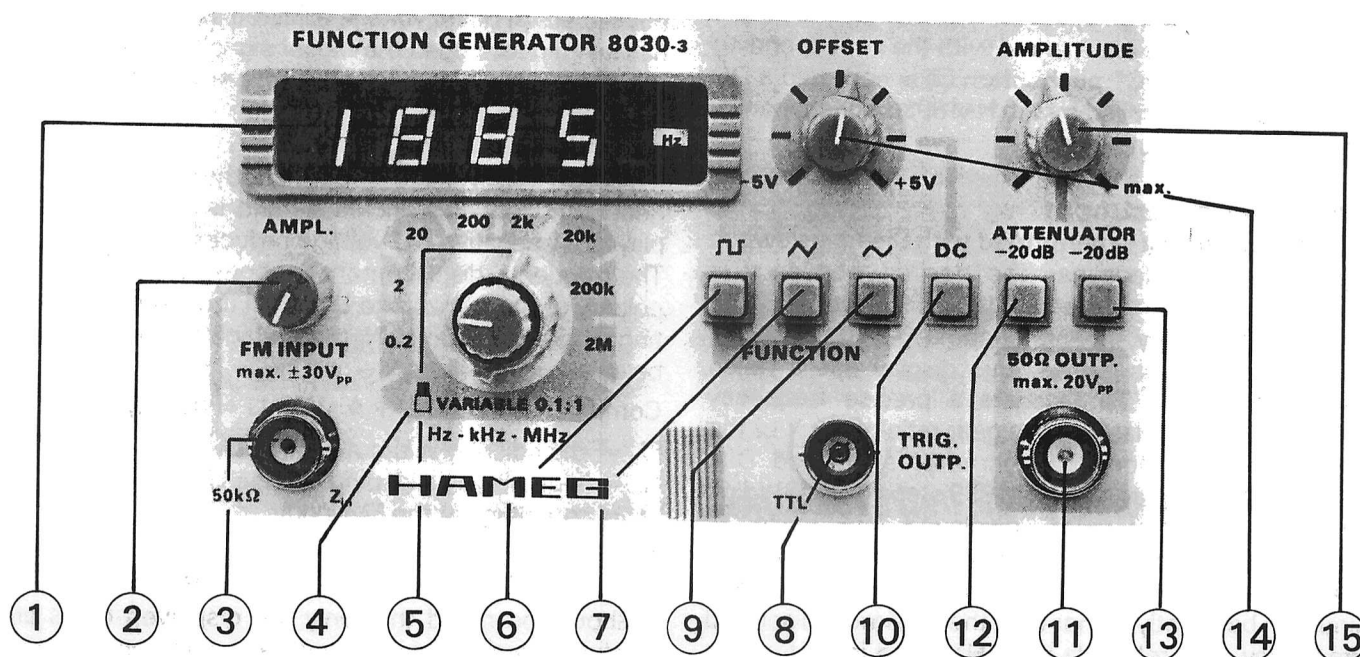 FUNCTION GENERATOR 8030-3
OFFSET
AMPLITUDE
1885
Hz
-5V
+5V
max.
AMPL.
20
200
2k
20k
2
200k
0.2
2M
FM INPUT
max. ±30Vpp
VARIABLE 0.1:1
Hz - kHz - MHz
DC
ATTENUATOR
-20dB
-20dB
FUNCTION
50Ω OUTP.
max. 20Vpp
50kΩ
Zin
HAMEG
TRIG.
OUTP.
TTL
1
2
3
4
5
6
7
9
8
10
12
11
13
14
15